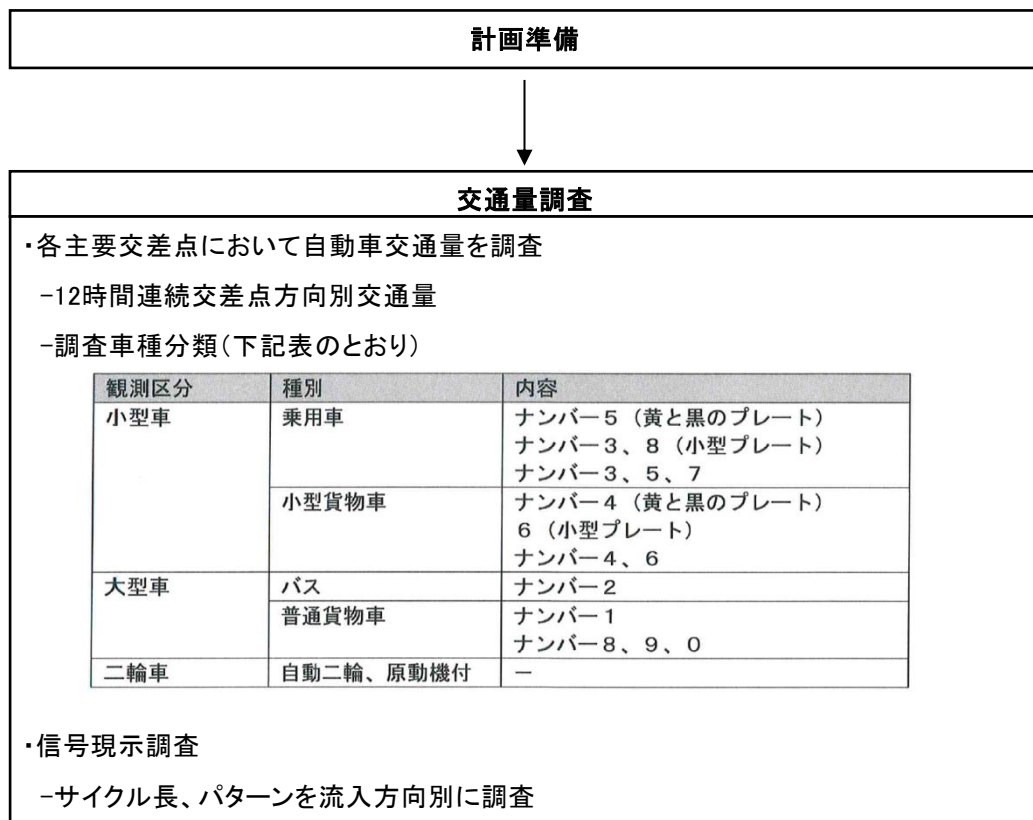 計画準備
交通量調査
・各主要交差点において自動車交通量を調査
－12時間連続交差点方向別交通量
－調査車種分類（下記表のとおり）
観測区分 種別 内容
小型車 乗用車 ナンバー５（黄と黒のプレート）
ナンバー３、８（小型プレート）
ナンバー３、５、７
小型貨物車 ナンバー４（黄と黒のプレート）
６（小型プレート）
ナンバー４、６
大型車 バス ナンバー２
普通貨物車 ナンバー１
ナンバー８、９、０
二輪車 自動二輪、原動機付 －
・信号現示調査
－サイクル長、パターンを流入方向別に調査